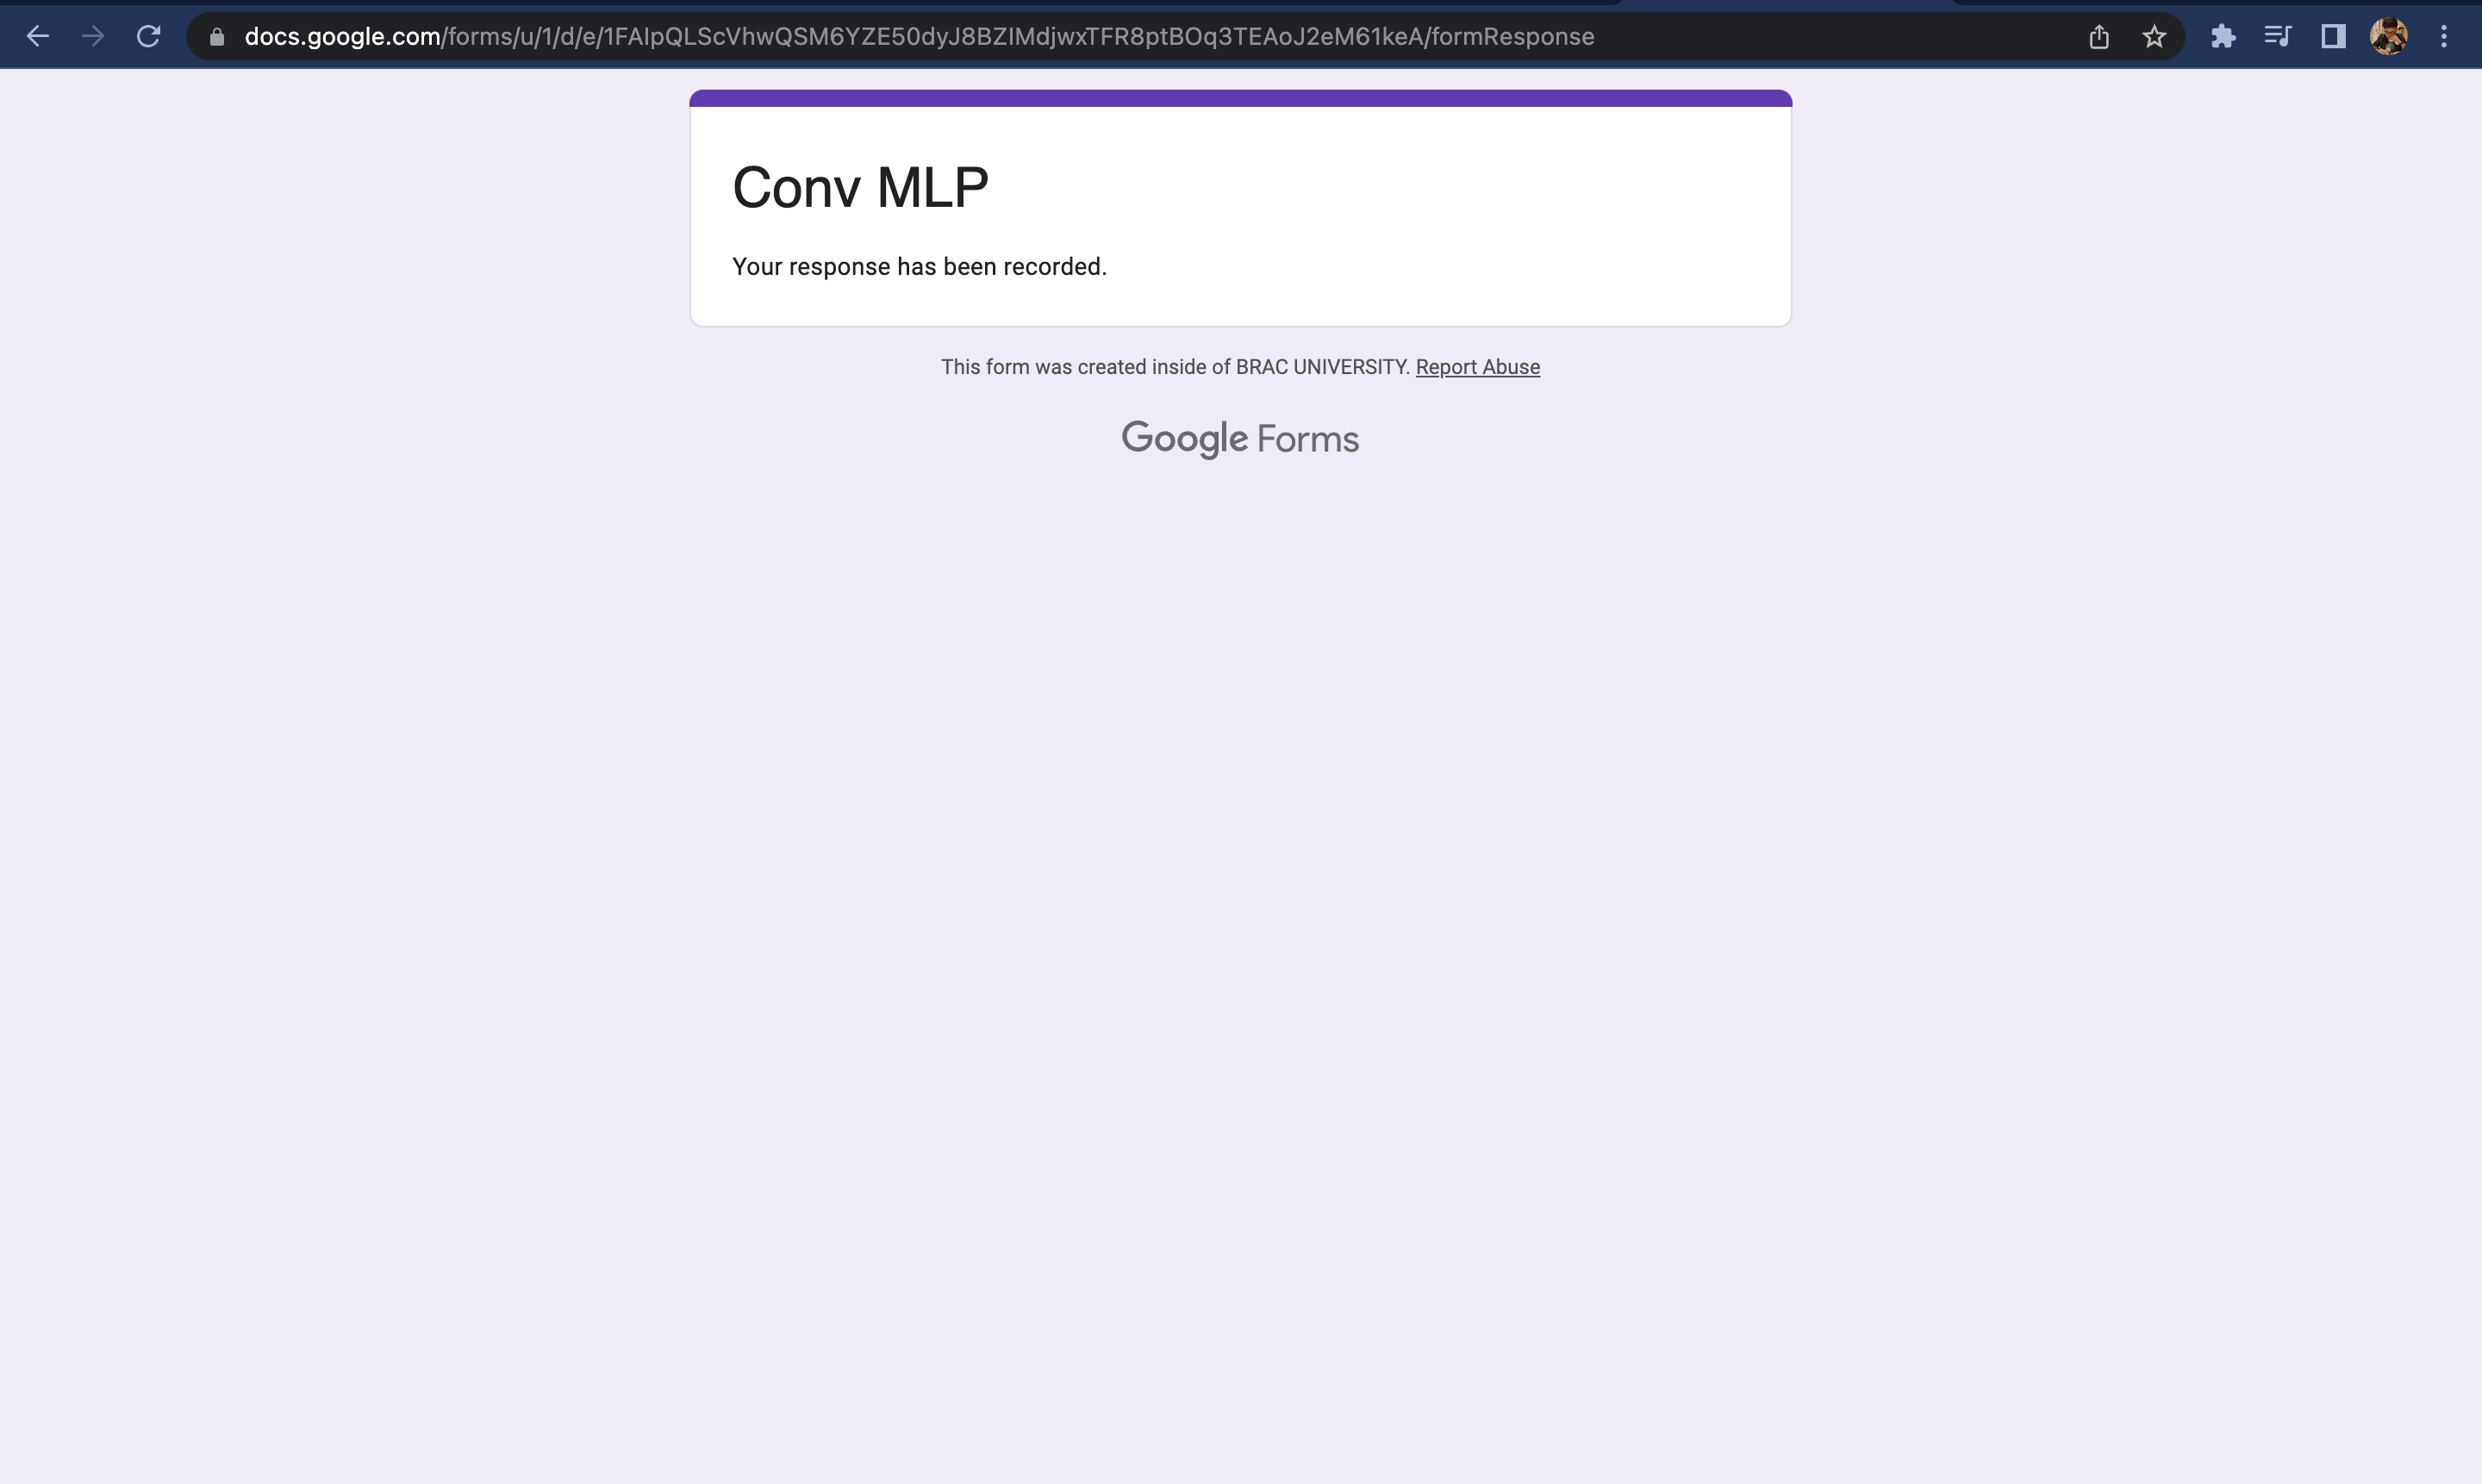 docs.google.com/forms/u/1/d/e/1FAIpQLScVhwQSM6YZE50dyJ8BZIMdjwxTFR8ptBOq3TEAoJ2eM61keA/formResponse
Conv MLP
Your response has been recorded.
This form was created inside of BRAC UNIVERSITY. Report Abuse
Google Forms